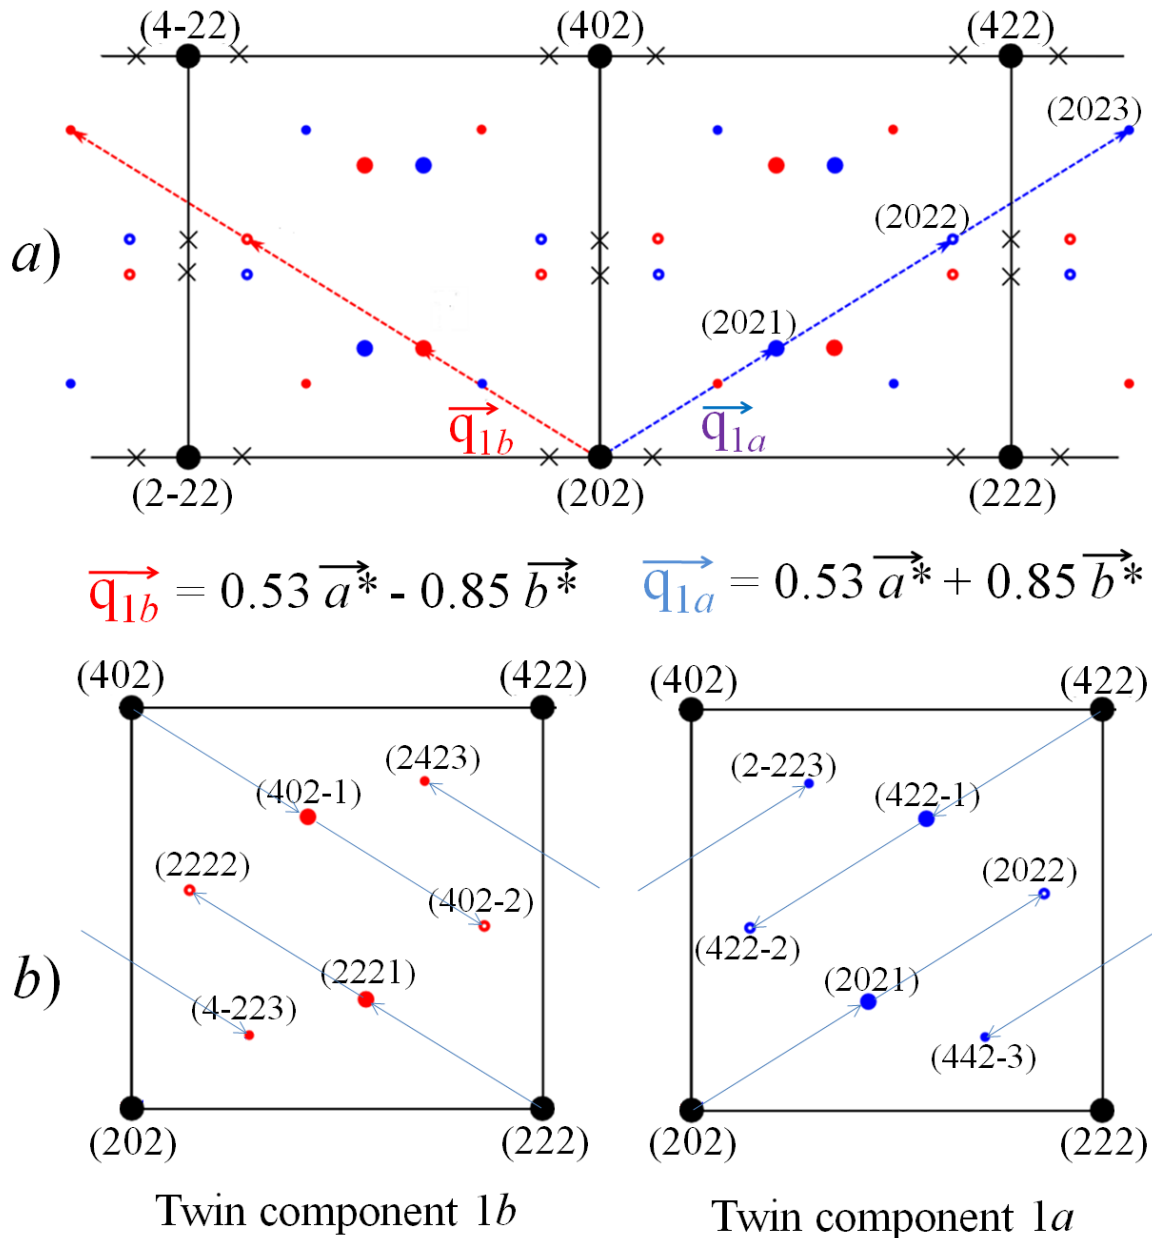 (4-22) (402) (422)
(2023)
(2022)
a)
(2021)
q1b q1a
(2-22) (202) (222)
q1b = 0.53 a* - 0.85 b* q1a = 0.53 a* + 0.85 b*
(402) (422) (402) (422)
(2423) (2-223)
(402-1) (422-1)
(2222) (2022)
(402-2) (422-2)
b)
(2221) (2021)
(4-223) (442-3)
(202) (222) (202) (222)
Twin component 1b Twin component 1a